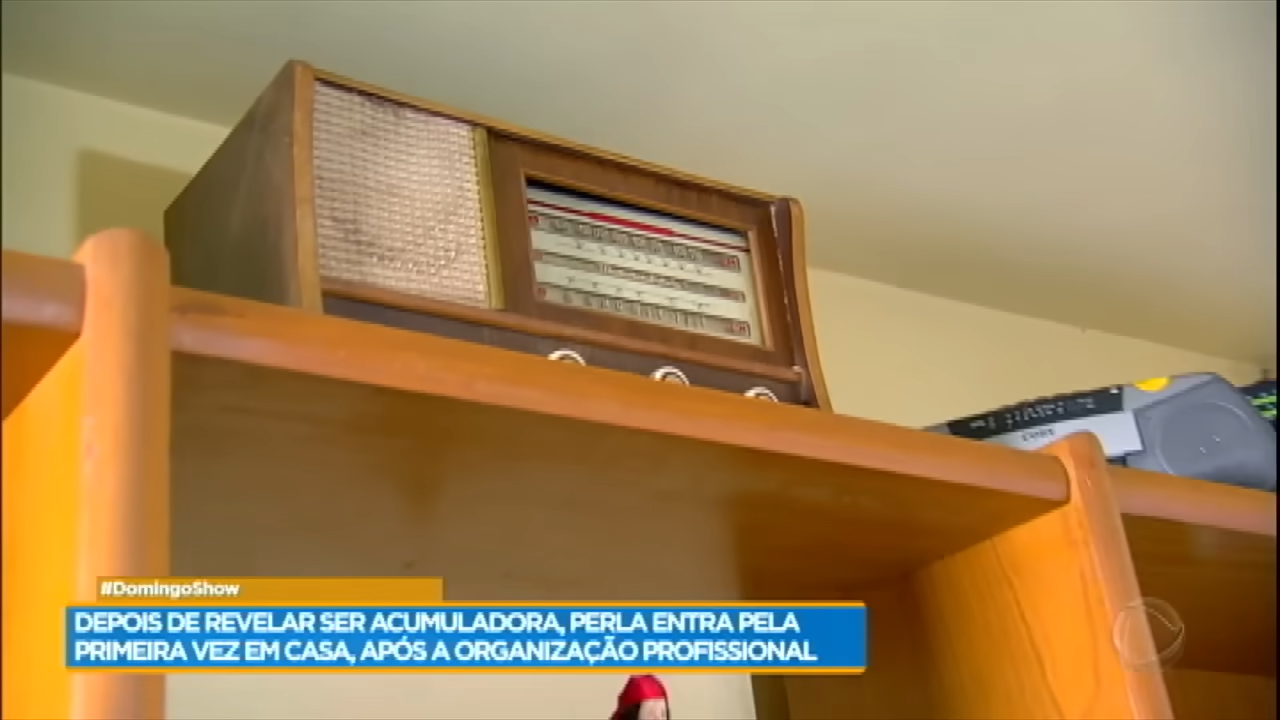 #DomingoShow
DEPOIS DE REVELAR SER ACUMULADORA, PERLA ENTRA PELA
PRIMEIRA VEZ EM CASA, APÓS A ORGANIZAÇÃO PROFISSIONAL